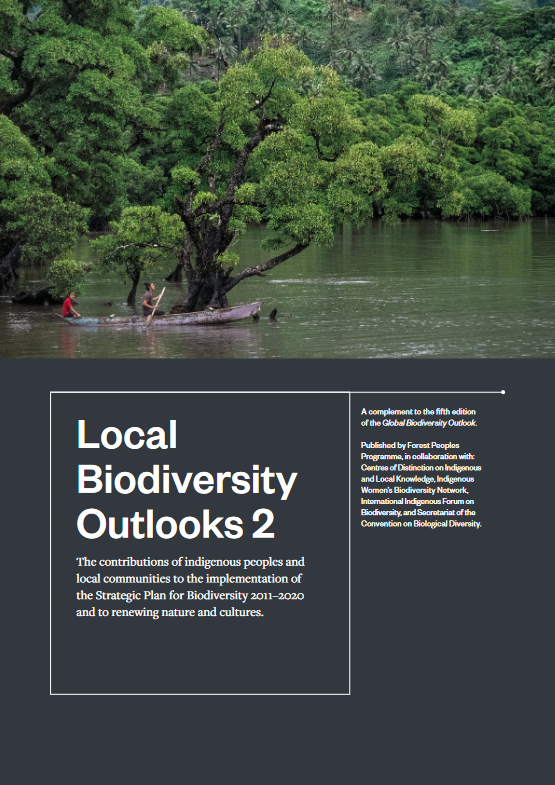 Local
Biodiversity
Outlooks 2
The contributions of indigenous peoples and
local communities to the implementation of
the Strategic Plan for Biodiversity 2011–2020
and to renewing nature and cultures.
A complement to the fifth edition
of the Global Biodiversity Outlook.
Published by Forest Peoples
Programme, in collaboration with:
Centres of Distinction on Indigenous
and Local Knowledge, Indigenous
Women's Biodiversity Network,
International Indigenous Forum on
Biodiversity, and Secretariat of the
Convention on Biological Diversity.